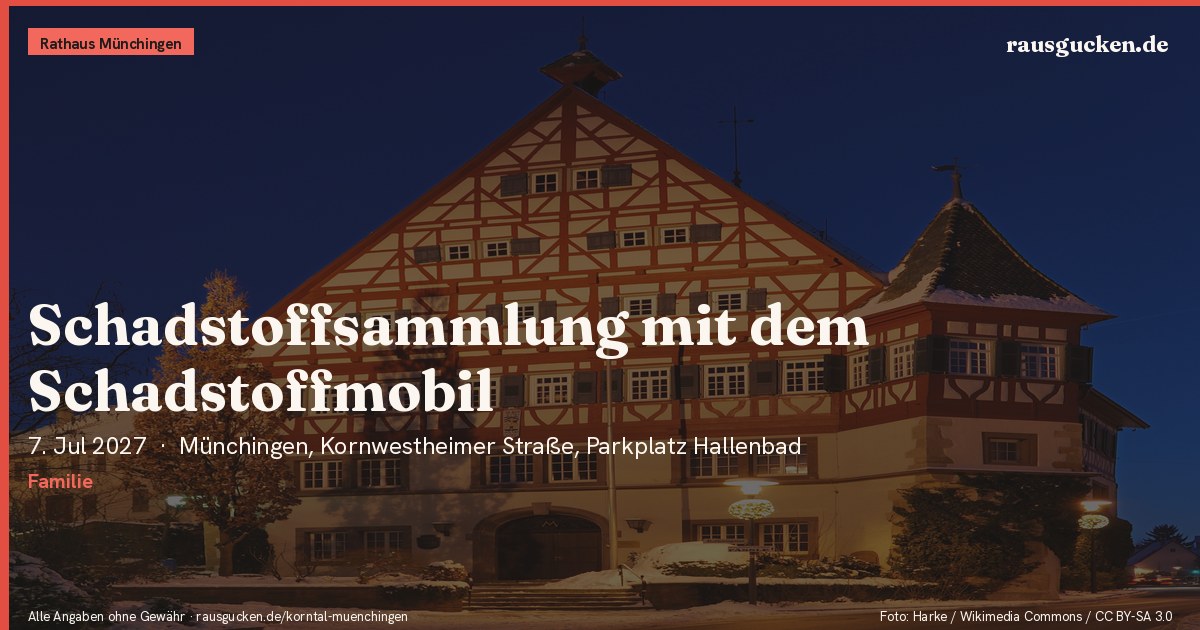 Rathaus Münchingen
rausgucken.de
Schadstoffsammlung mit dem
Schadstoffmobil
7. Jul 2027 · Münchingen, Kornwestheimer Straße, Parkplatz Hallenbad
Familie
Alle Angaben ohne Gewähr · rausgucken.de/korntal-muenchingen
Foto: Harke / Wikimedia Commons / CC BY-SA 3.0